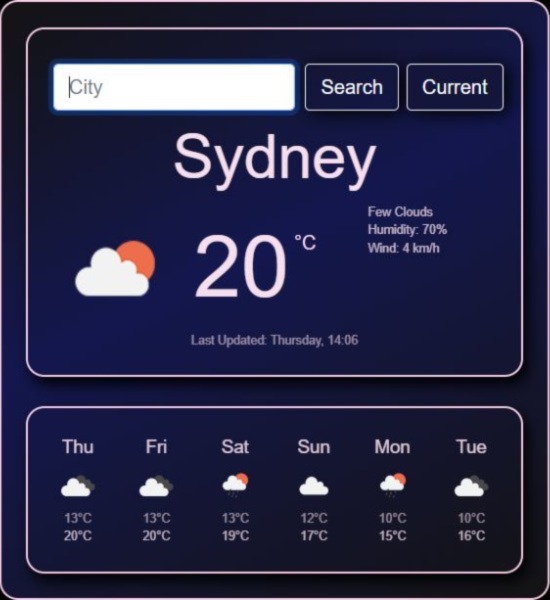 City
Search
Current
Sydney
20 °C
Few Clouds
Humidity: 70%
Wind: 4 km/h
Last Updated: Thursday, 14:06
Thu Fri Sat Sun Mon Tue
13°C 13°C 13°C 12°C 10°C 10°C
20°C 20°C 19°C 17°C 15°C 16°C